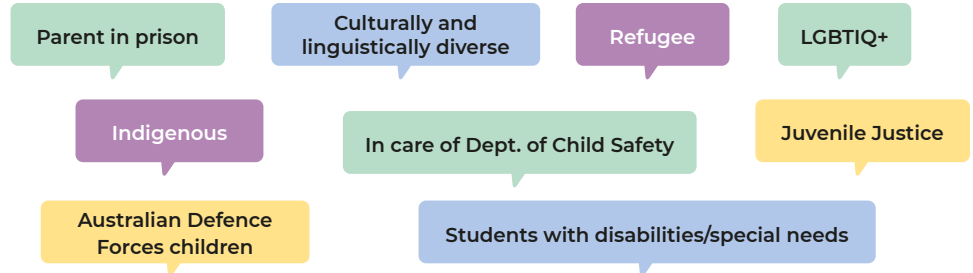 Parent in prison
Culturally and
linguistically diverse
Refugee
LGBTIQ+
Indigenous
In care of Dept. of Child Safety
Juvenile Justice
Australian Defence
Forces children
Students with disabilities/special needs